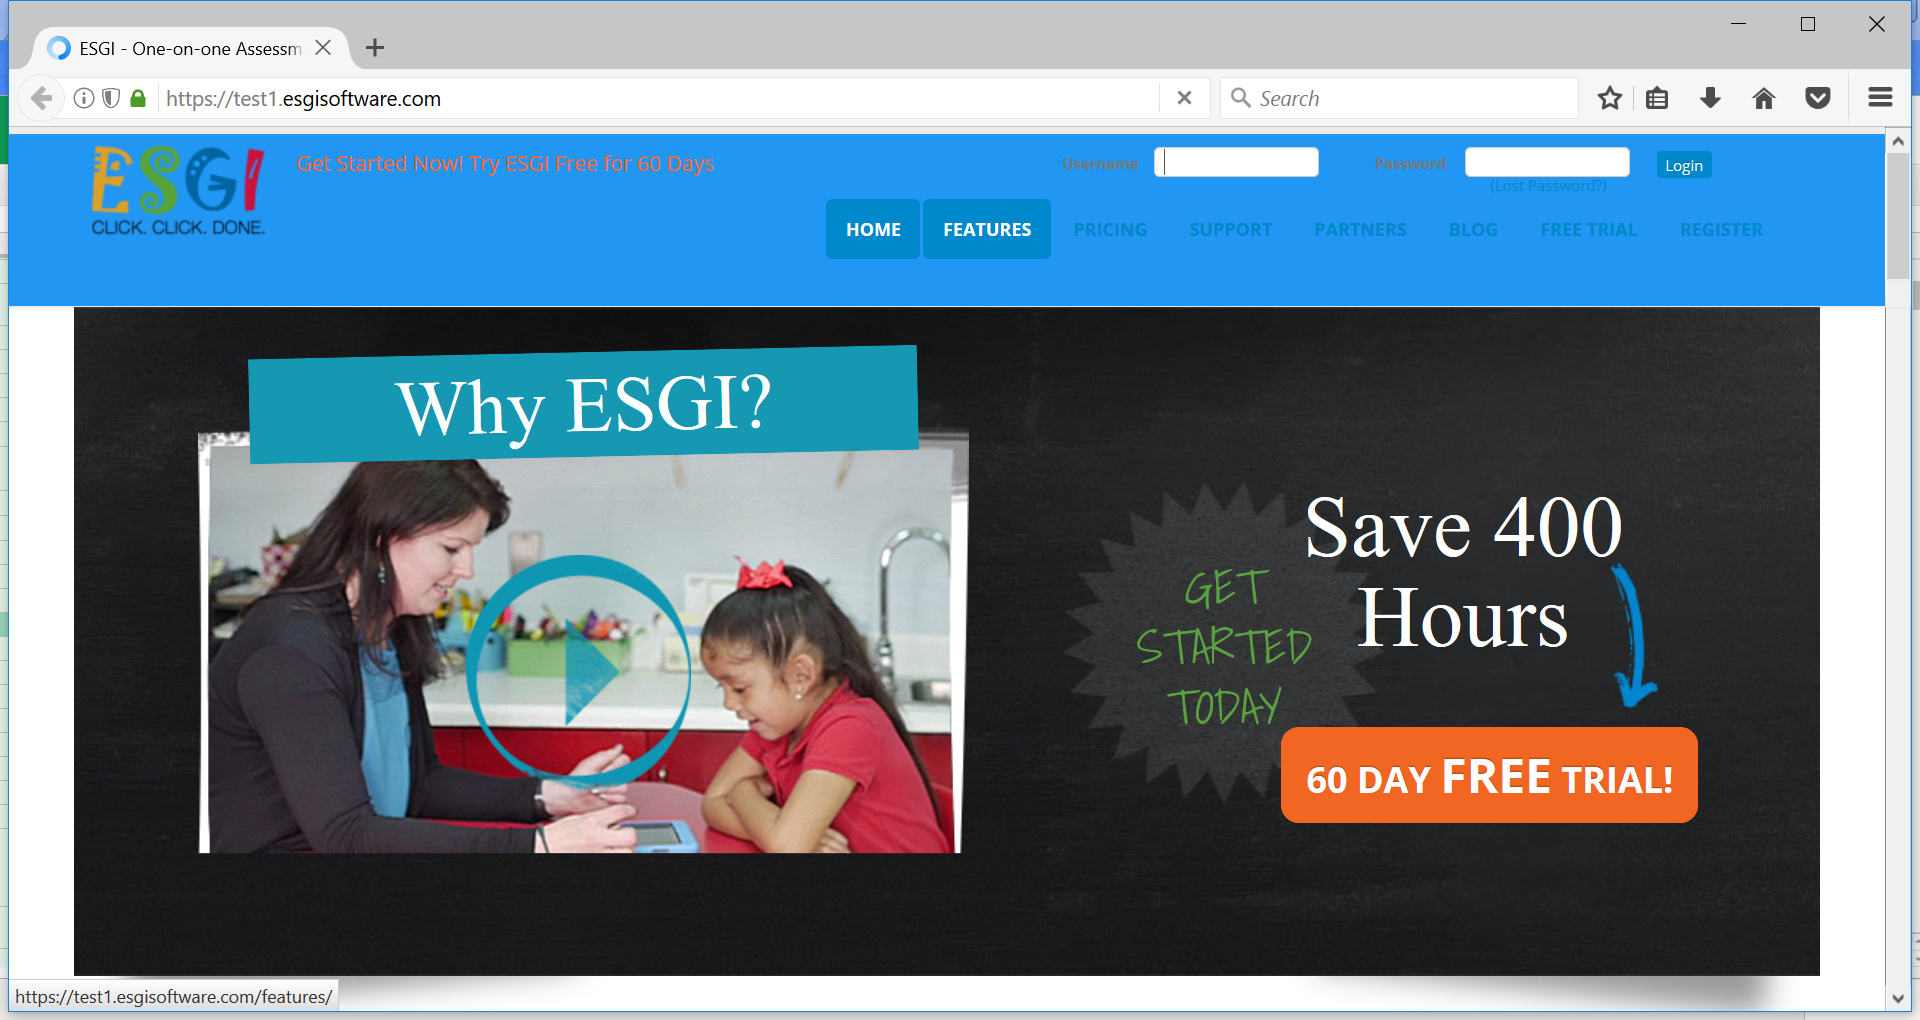 ESGI - One-on-one Assessm
https://test1.esgisoftware.com
Search
ESGI
CLICK. CLICK. DONE.
Get Started Now! Try ESGI Free for 60 Days
Username
Password
Login
(Lost Password?)
HOME FEATURES PRICING SUPPORT PARTNERS BLOG FREE TRIAL REGISTER
Why ESGI?
Save 400
Hours
GET
STARTED
TODAY
60 DAY FREE TRIAL!
https://test1.esgisoftware.com/features/